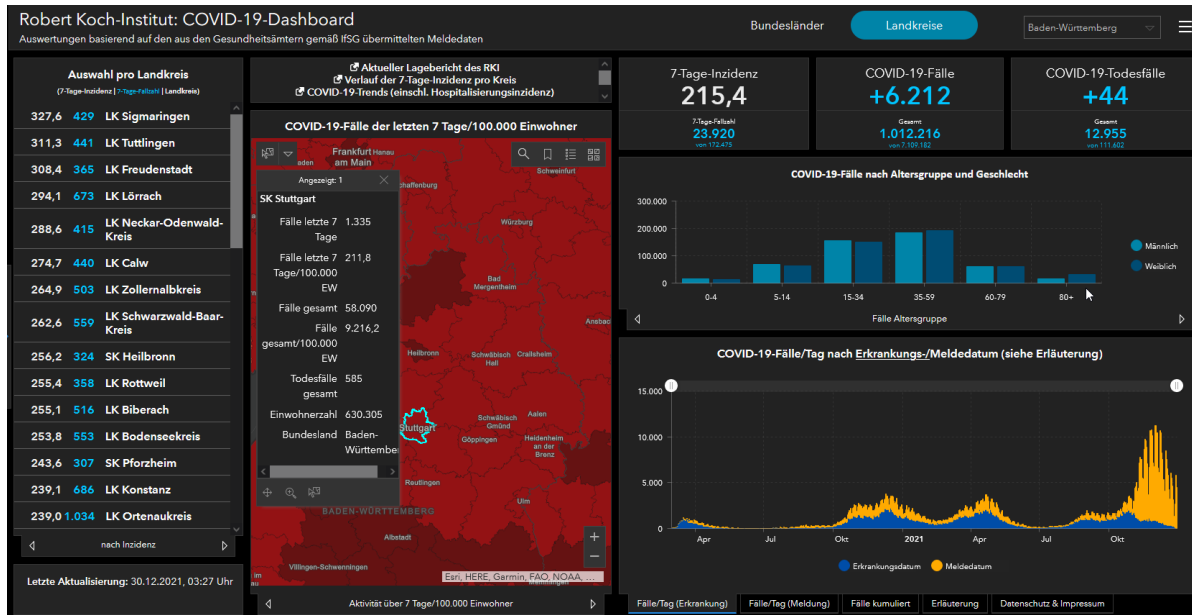 Robert Koch-Institut: COVID-19-Dashboard
Auswertungen basierend auf den aus den Gesundheitsämtern gemäß IfSG übermittelten Meldedaten
Bundesländer
Landkreise
Baden-Württemberg
Auswahl pro Landkreis
(7-Tage-Inzidenz | 7-Tage-Fallzahl | Landkreis)
327,6 429 LK Sigmaringen
311,3 441 LK Tuttlingen
308,4 365 LK Freudenstadt
294,1 673 LK Lörrach
288,6 415 LK Neckar-Odenwald-
Kreis
274,7 440 LK Calw
264,9 503 LK Zollernalbkreis
262,6 559 LK Schwarzwald-Baar-
Kreis
256,2 324 SK Heilbronn
255,4 358 LK Rottweil
255,1 516 LK Biberach
253,8 553 LK Bodenseekreis
243,6 307 SK Pforzheim
239,1 686 LK Konstanz
239,0 1.034 LK Ortenaukreis
nach Inzidenz
Letzte Aktualisierung: 30.12.2021, 03:27 Uhr
Aktueller Lagebericht des RKI
Verlauf der 7-Tage-Inzidenz pro Kreis
COVID-19-Trends (einschl. Hospitalisierungsinzidenz)
COVID-19-Fälle der letzten 7 Tage/100.000 Einwohner
Frankfurt Hanau
am Main
aden
Schweinfurt
chaffenburg
Würzburg
Bad
Mergentheim
Ansbac
Heilbronn
Schwäbisch
Hall
Crailsheim
Stuttgart
Schwäbisch
Gmünd
Aalen
Göppingen
Heidenheim
an der
Brenz
Reutlingen
Ulm
BADEN-WÜRTTEMBERG
Albstadt
Villingen-Schwenningen
im
Angezeigt: 1
SK Stuttgart
Fälle letzte 7 1.335
Tage
Fälle letzte 7 211,8
Tage/100.000
EW
Fälle gesamt 58.090
Fälle 9.216,2
gesamt/100.000
EW
Todesfälle 585
gesamt
Einwohnerzahl 630.305
Bundesland Baden-
Württembe
+
−
Esri, HERE, Garmin, FAO, NOAA, ...
Aktivität über 7 Tage/100.000 Einwohner
7-Tage-Inzidenz
215,4
7-Tage-Fallzahl
23.920
von 172.475
COVID-19-Fälle
+6.212
Gesamt
1.012.216
von 7.109.182
COVID-19-Todesfälle
+44
Gesamt
12.955
von 111.602
COVID-19-Fälle nach Altersgruppe und Geschlecht
300.000
200.000
100.000
0
0-4 5-14 15-34 35-59 60-79 80+
Männlich
Weiblich
Fälle Altersgruppe
COVID-19-Fälle/Tag nach Erkrankungs-/Meldedatum (siehe Erläuterung)
15.000
10.000
5.000
0
Apr Jul Okt 2021 Apr Jul Okt
Erkrankungsdatum Meldedatum
Fälle/Tag (Erkrankung) Fälle/Tag (Meldung) Fälle kumuliert Erläuterung Datenschutz & Impressum